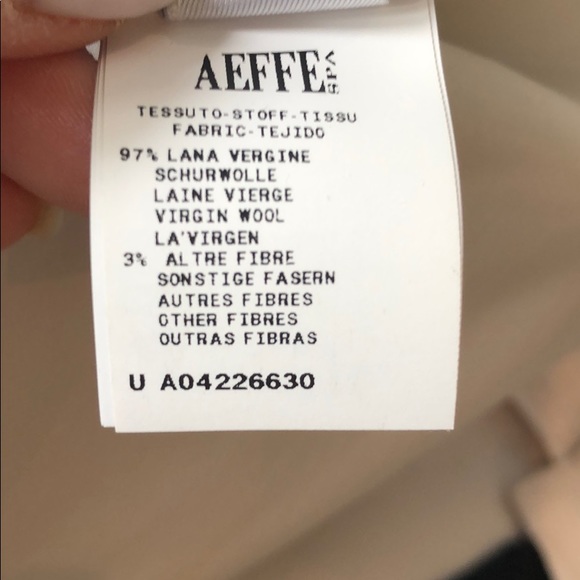 AEFFE SPA
TESSUTO-STOFF-TISSU
FABRIC-TEJIDO
97% LANA VERGINE
SCHURWOLLE
LAINE VIERGE
VIRGIN WOOL
LA'VIRGEN
3% ALTRE FIBRE
SONSTIGE FASERN
AUTRES FIBRES
OTHER FIBRES
OUTRAS FIBRAS
U A04226630